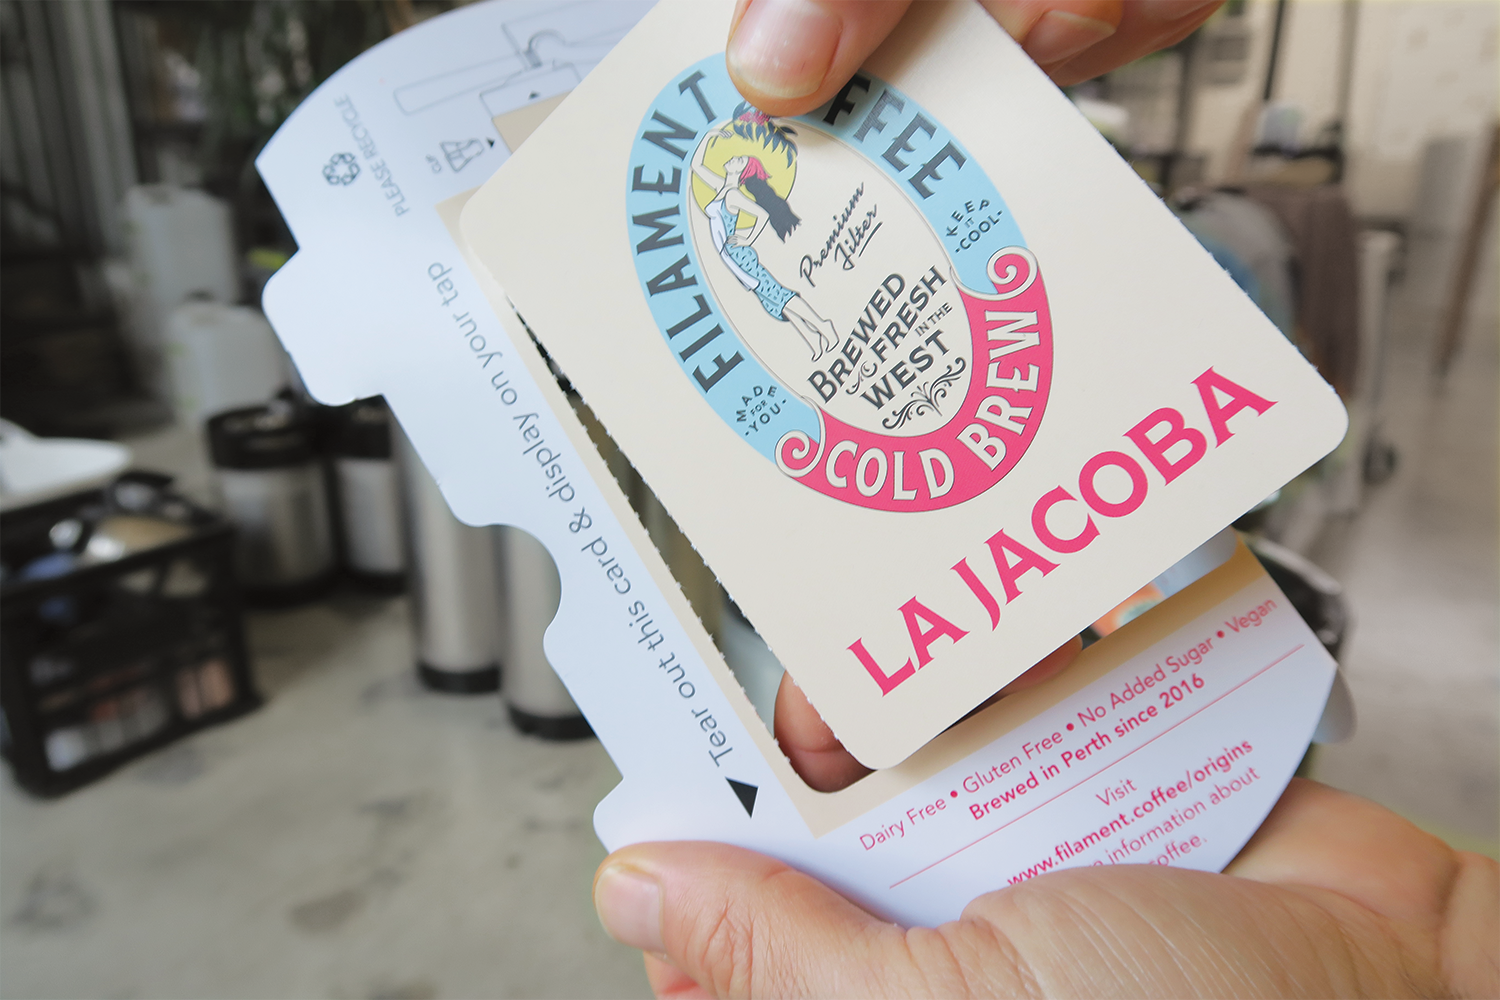 PLEASE RECYCLE
Tear out this card & display on your tap
FILAMENT
FEE
Premium
filter
BREWED
FRESH
IN THE
WEST
MADE
FOR
·YOU·
KEEP
IT
·COOL·
COLD BREW
LA JACOBA
Dairy Free • Gluten Free • No Added Sugar • Vegan
Brewed in Perth since 2016
Visit
www.filament.coffee/origins
information about
coffee.